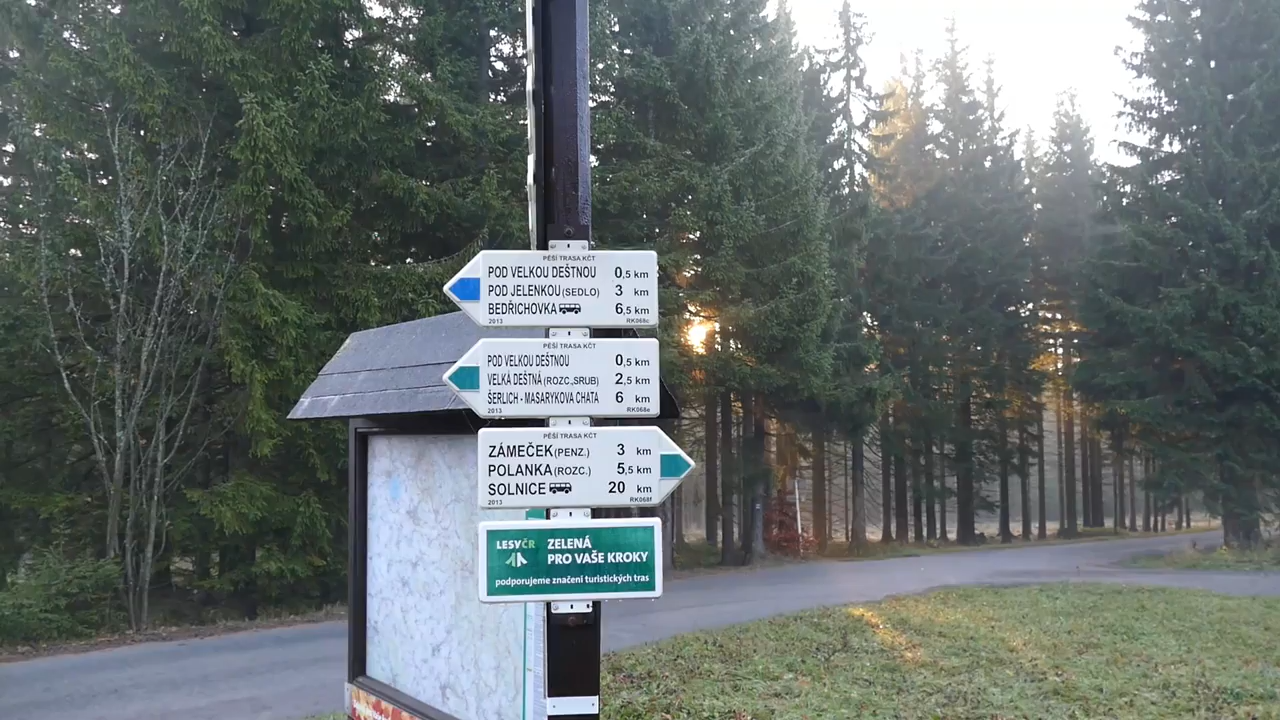 PĚŠÍ TRASA KČT
POD VELKOU DEŠTNOU 0,5 km
POD JELENKOU (SEDLO) 3 km
BEDŘICHOVKA 6,5 km
2013 RK068c
PĚŠÍ TRASA KČT
POD VELKOU DEŠTNOU 0,5 km
VELKÁ DEŠTNÁ (ROZC.,SRUB) 2,5 km
ŠERLICH - MASARYKOVA CHATA 6 km
2013 RK068e
PĚŠÍ TRASA KČT
ZÁMEČEK (PENZ.) 3 km
POLANKA (ROZC.) 5,5 km
SOLNICE 20 km
2013 RK068f
LESY ČR ZELENÁ
PRO VAŠE KROKY
podporujeme značení turistických tras